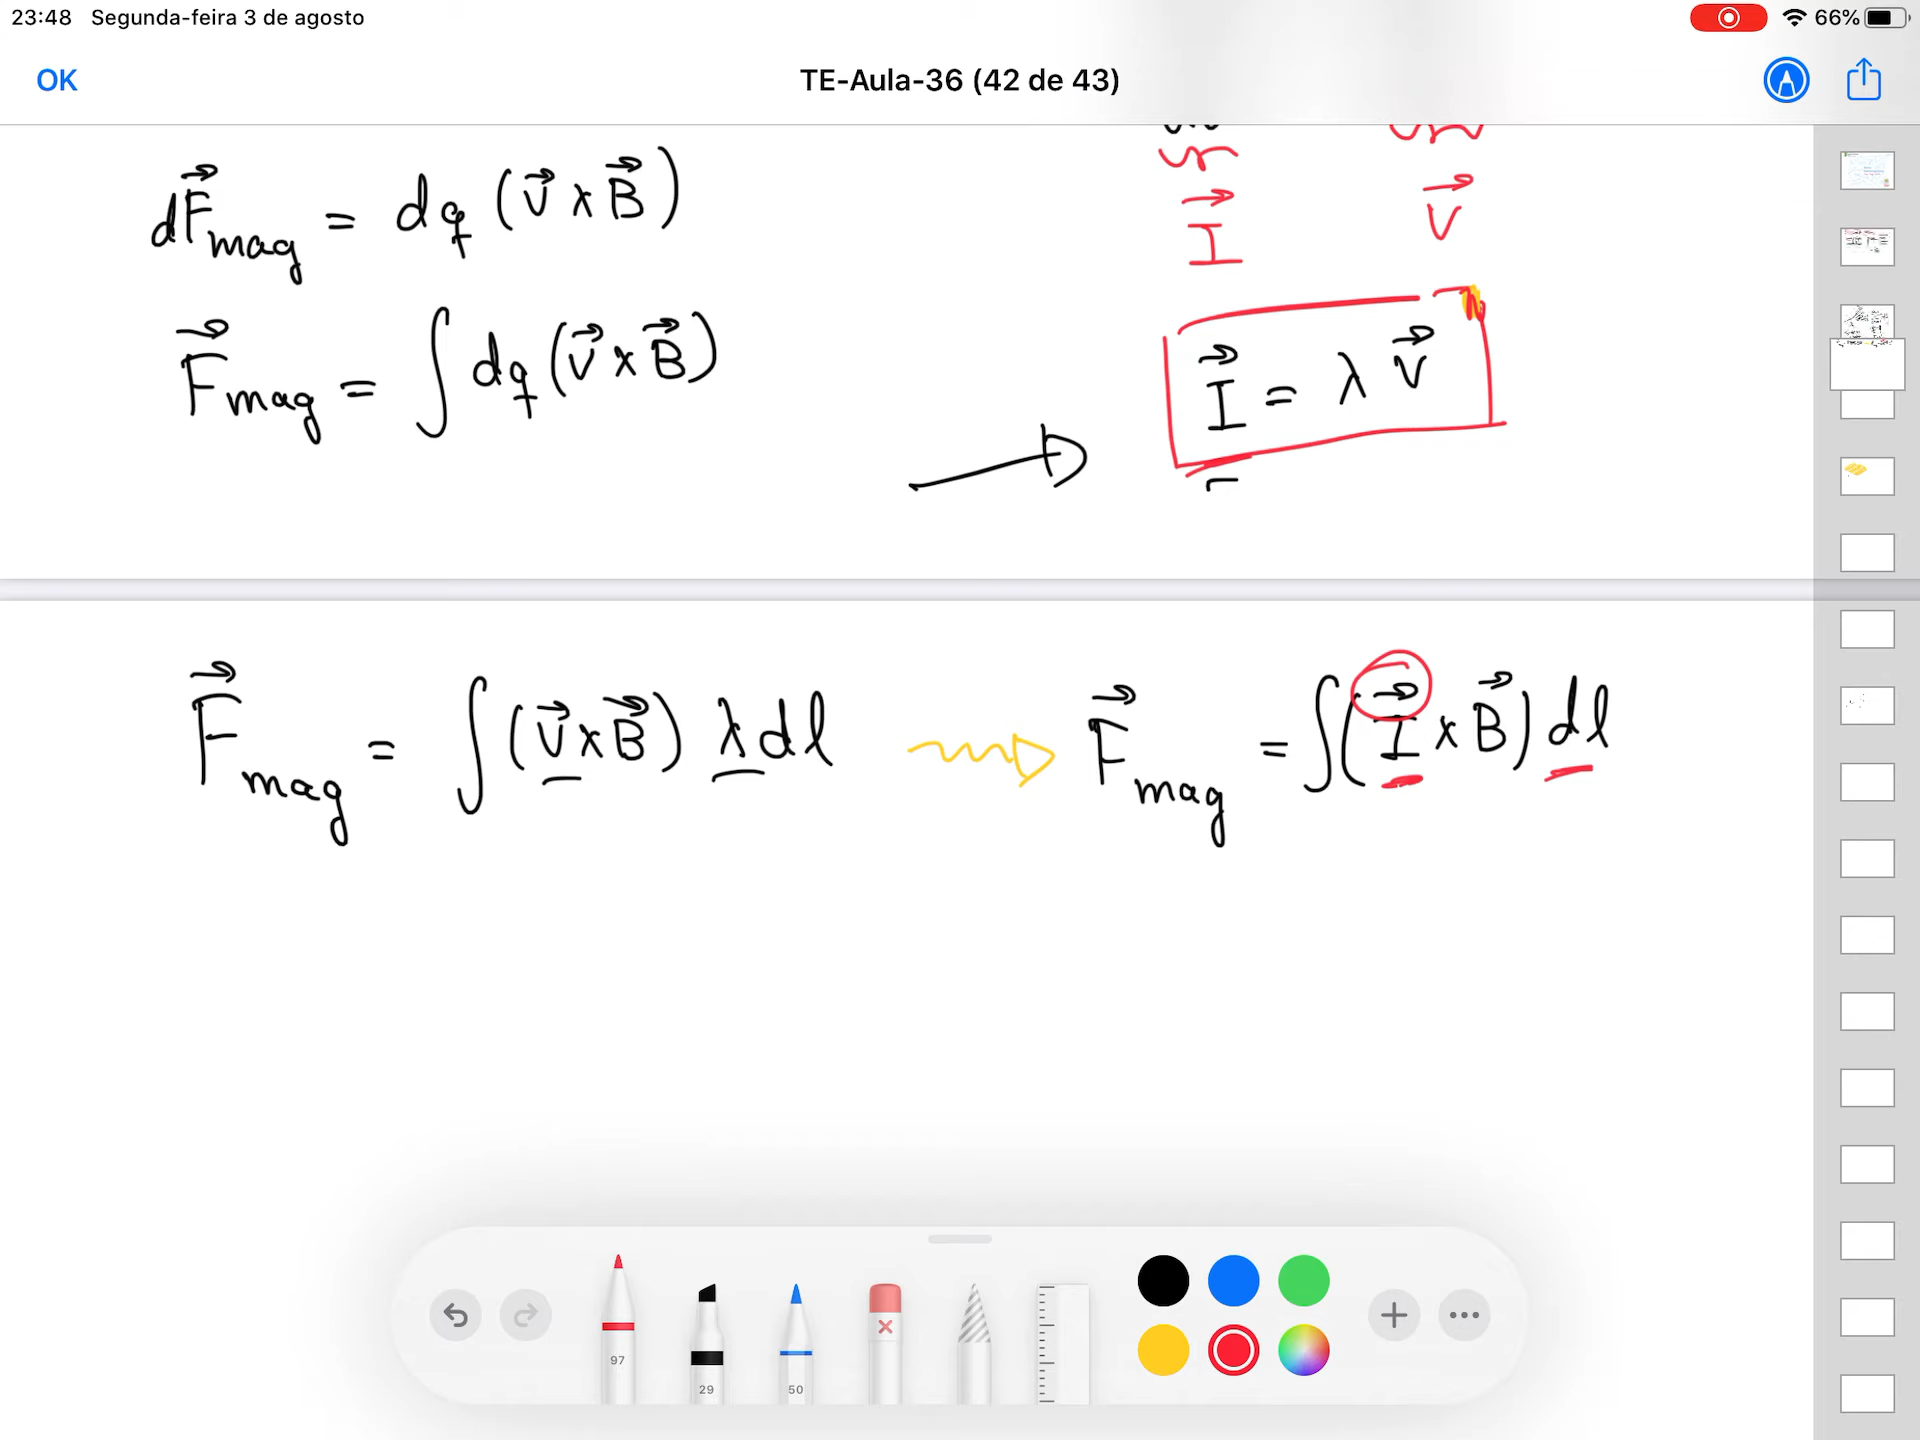 23:48 Segunda-feira 3 de agosto 66%
OK TE-Aula-36 (42 de 43)
dF⃗mag = dq (v⃗ × B⃗)
I⃗ v⃗
F⃗mag = ∫ dq (v⃗ × B⃗)
I⃗ = λ v⃗
F⃗mag = ∫ (v⃗ × B⃗) λ dl F⃗mag = ∫ (I⃗ × B⃗) dl
97 29 50